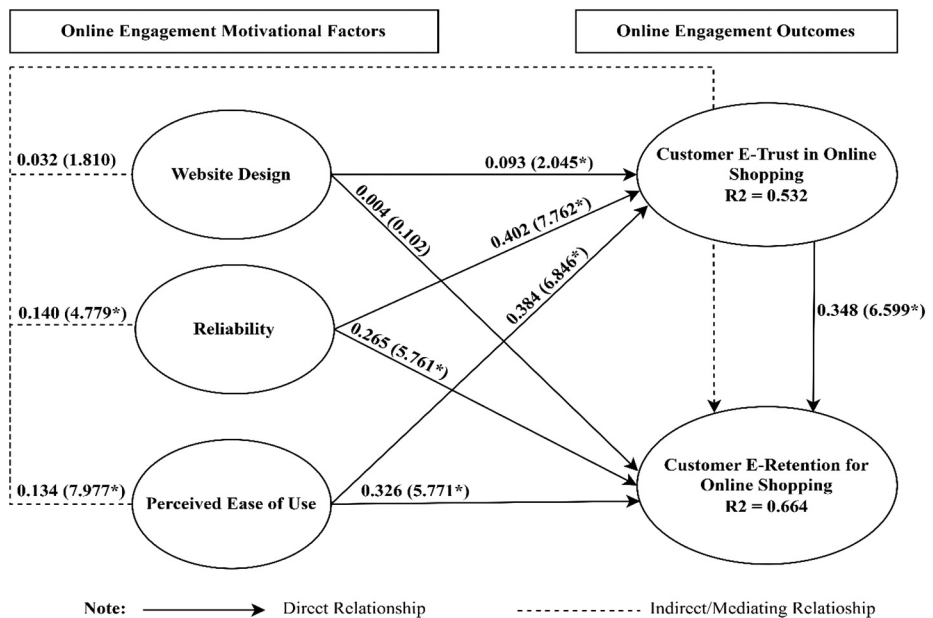 Online Engagement Motivational Factors
Online Engagement Outcomes
0.032 (1.810)
Website Design
0.093 (2.045*)
Customer E-Trust in Online
Shopping
R2 = 0.532
0.004 (0.102)
0.402 (7.762*)
0.384 (6.846*)
0.140 (4.779*)
Reliability
0.265 (5.761*)
0.348 (6.599*)
0.134 (7.977*)
Perceived Ease of Use
0.326 (5.771*)
Customer E-Retention for
Online Shopping
R2 = 0.664
Note:
Direct Relationship
Indirect/Mediating Relatioship